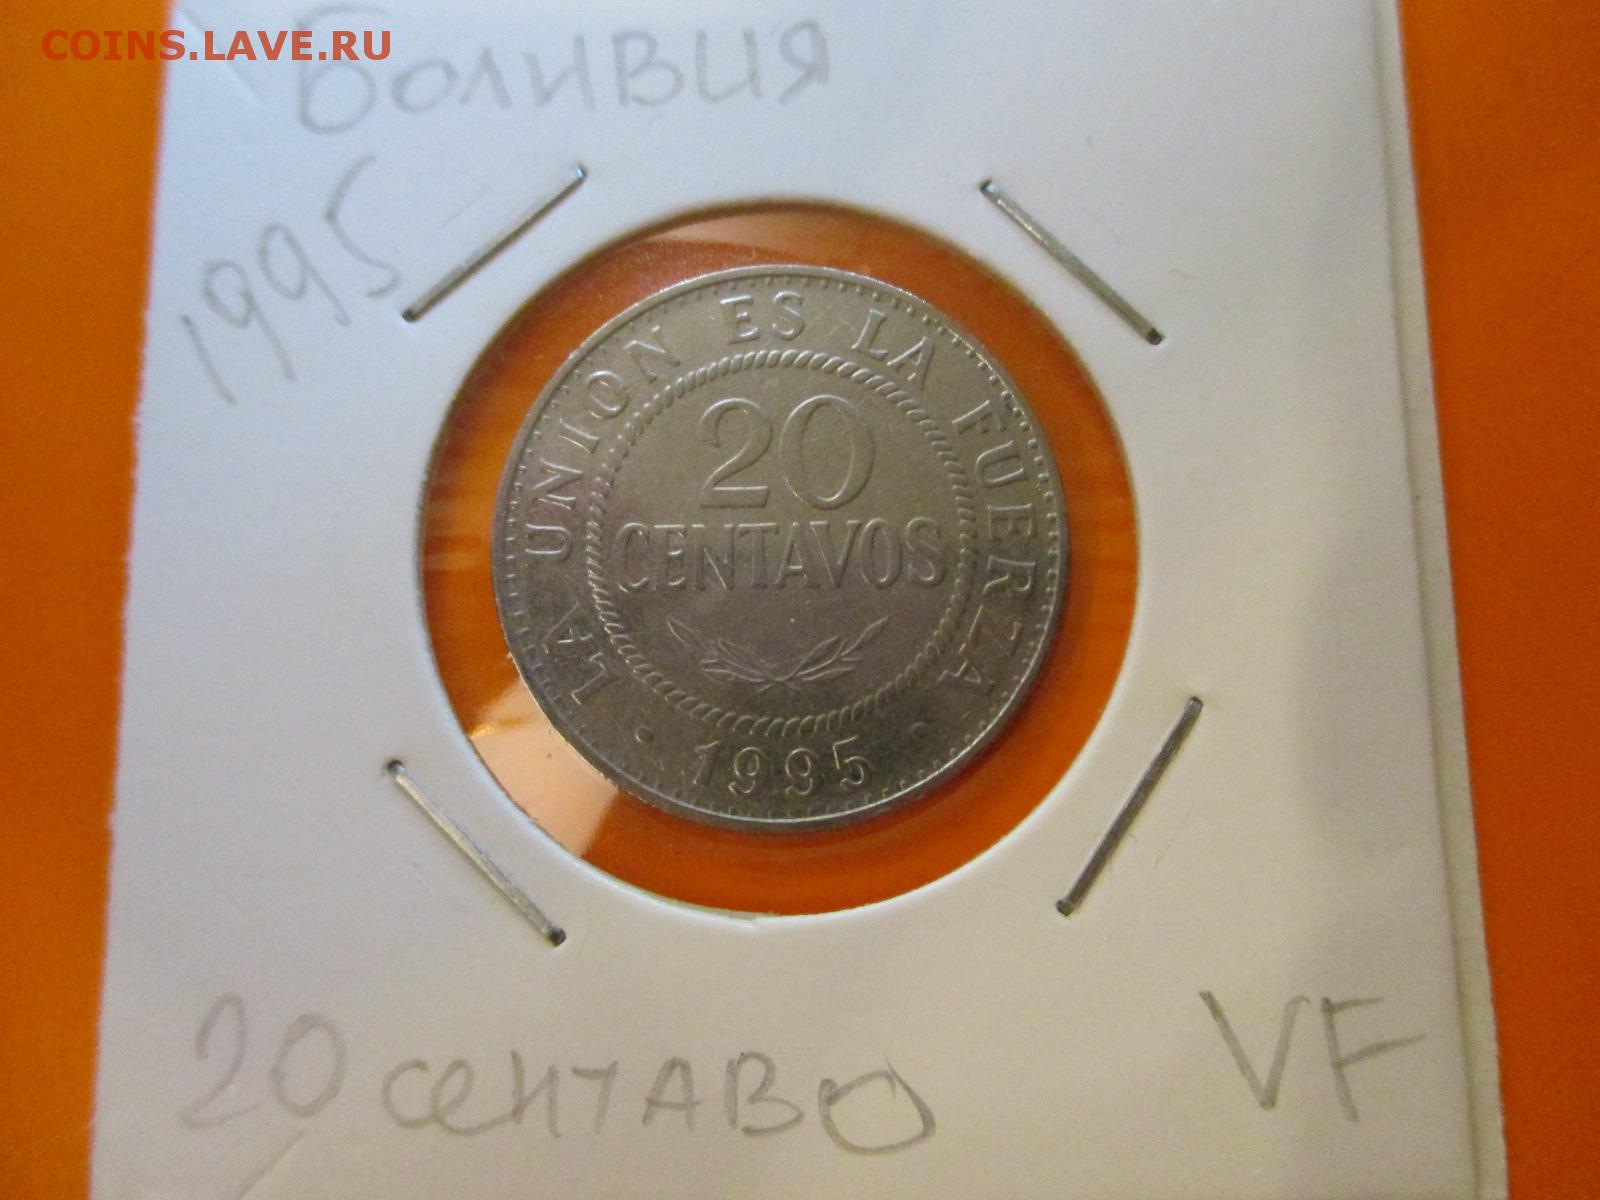 COINS.LAVE.RU
Боливия
1995
LA UNION ES LA FUERZA
20
CENTAVOS
• 1995 •
20 сентаво
VF